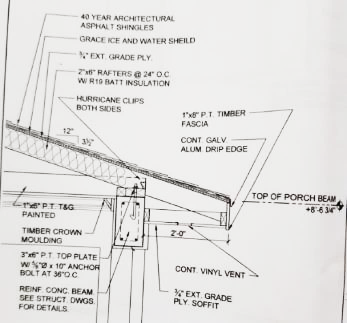 40 YEAR ARCHITECTURAL
ASPHALT SHINGLES
GRACE ICE AND WATER SHEILD
¾" EXT. GRADE PLY.
2"x6" RAFTERS @ 24" O.C.
W/ R19 BATT INSULATION
HURRICANE CLIPS
BOTH SIDES
1"x8" P.T. TIMBER
FASCIA
CONT. GALV.
ALUM. DRIP EDGE
12"
3½"
TOP OF PORCH BEAM
+8'-6 3/4"
1"x6" P.T. T&G.
PAINTED
TIMBER CROWN
MOULDING
2'-0"
3"x6" P.T. TOP PLATE
W/ ⅝"Ø x 10" ANCHOR
BOLT AT 36"O.C.
CONT. VINYL VENT
REINF. CONC. BEAM.
SEE STRUCT. DWGS.
FOR DETAILS.
¾" EXT. GRADE
PLY. SOFFIT